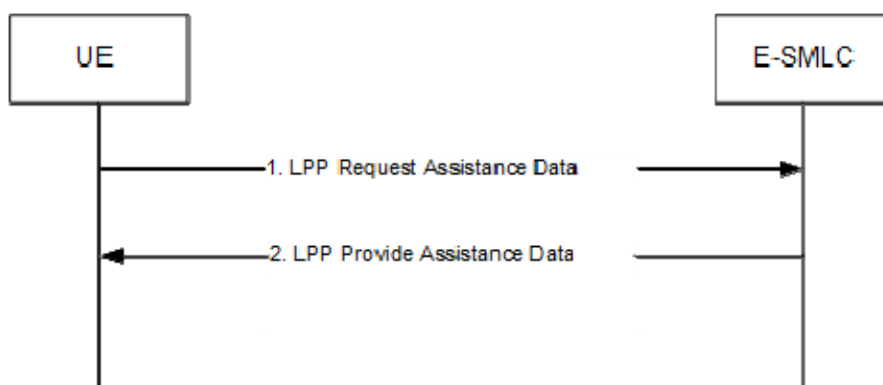 UE
E-SMLC
1. LPP Request Assistance Data
2. LPP Provide Assistance Data